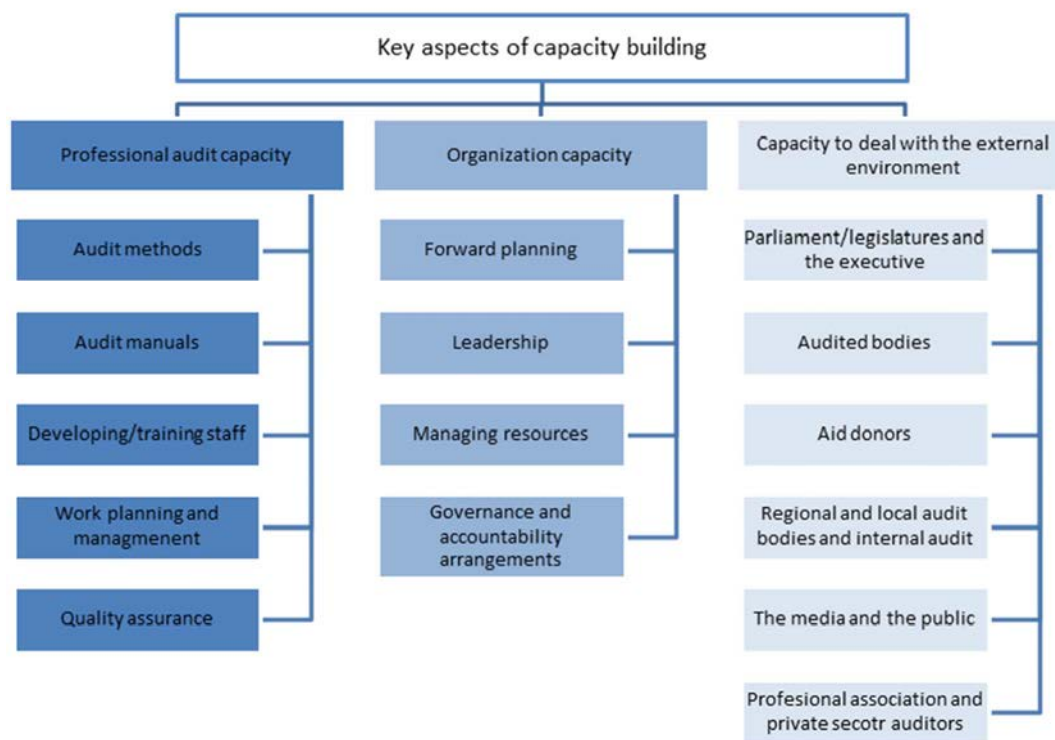 Key aspects of capacity building
Professional audit capacity
Audit methods
Audit manuals
Developing/training staff
Work planning and
managmenent
Quality assurance
Organization capacity
Forward planning
Leadership
Managing resources
Governance and
accountability
arrangements
Capacity to deal with the external
environment
Parliament/legislatures and
the executive
Audited bodies
Aid donors
Regional and local audit
bodies and internal audit
The media and the public
Profesional association and
private secotr auditors